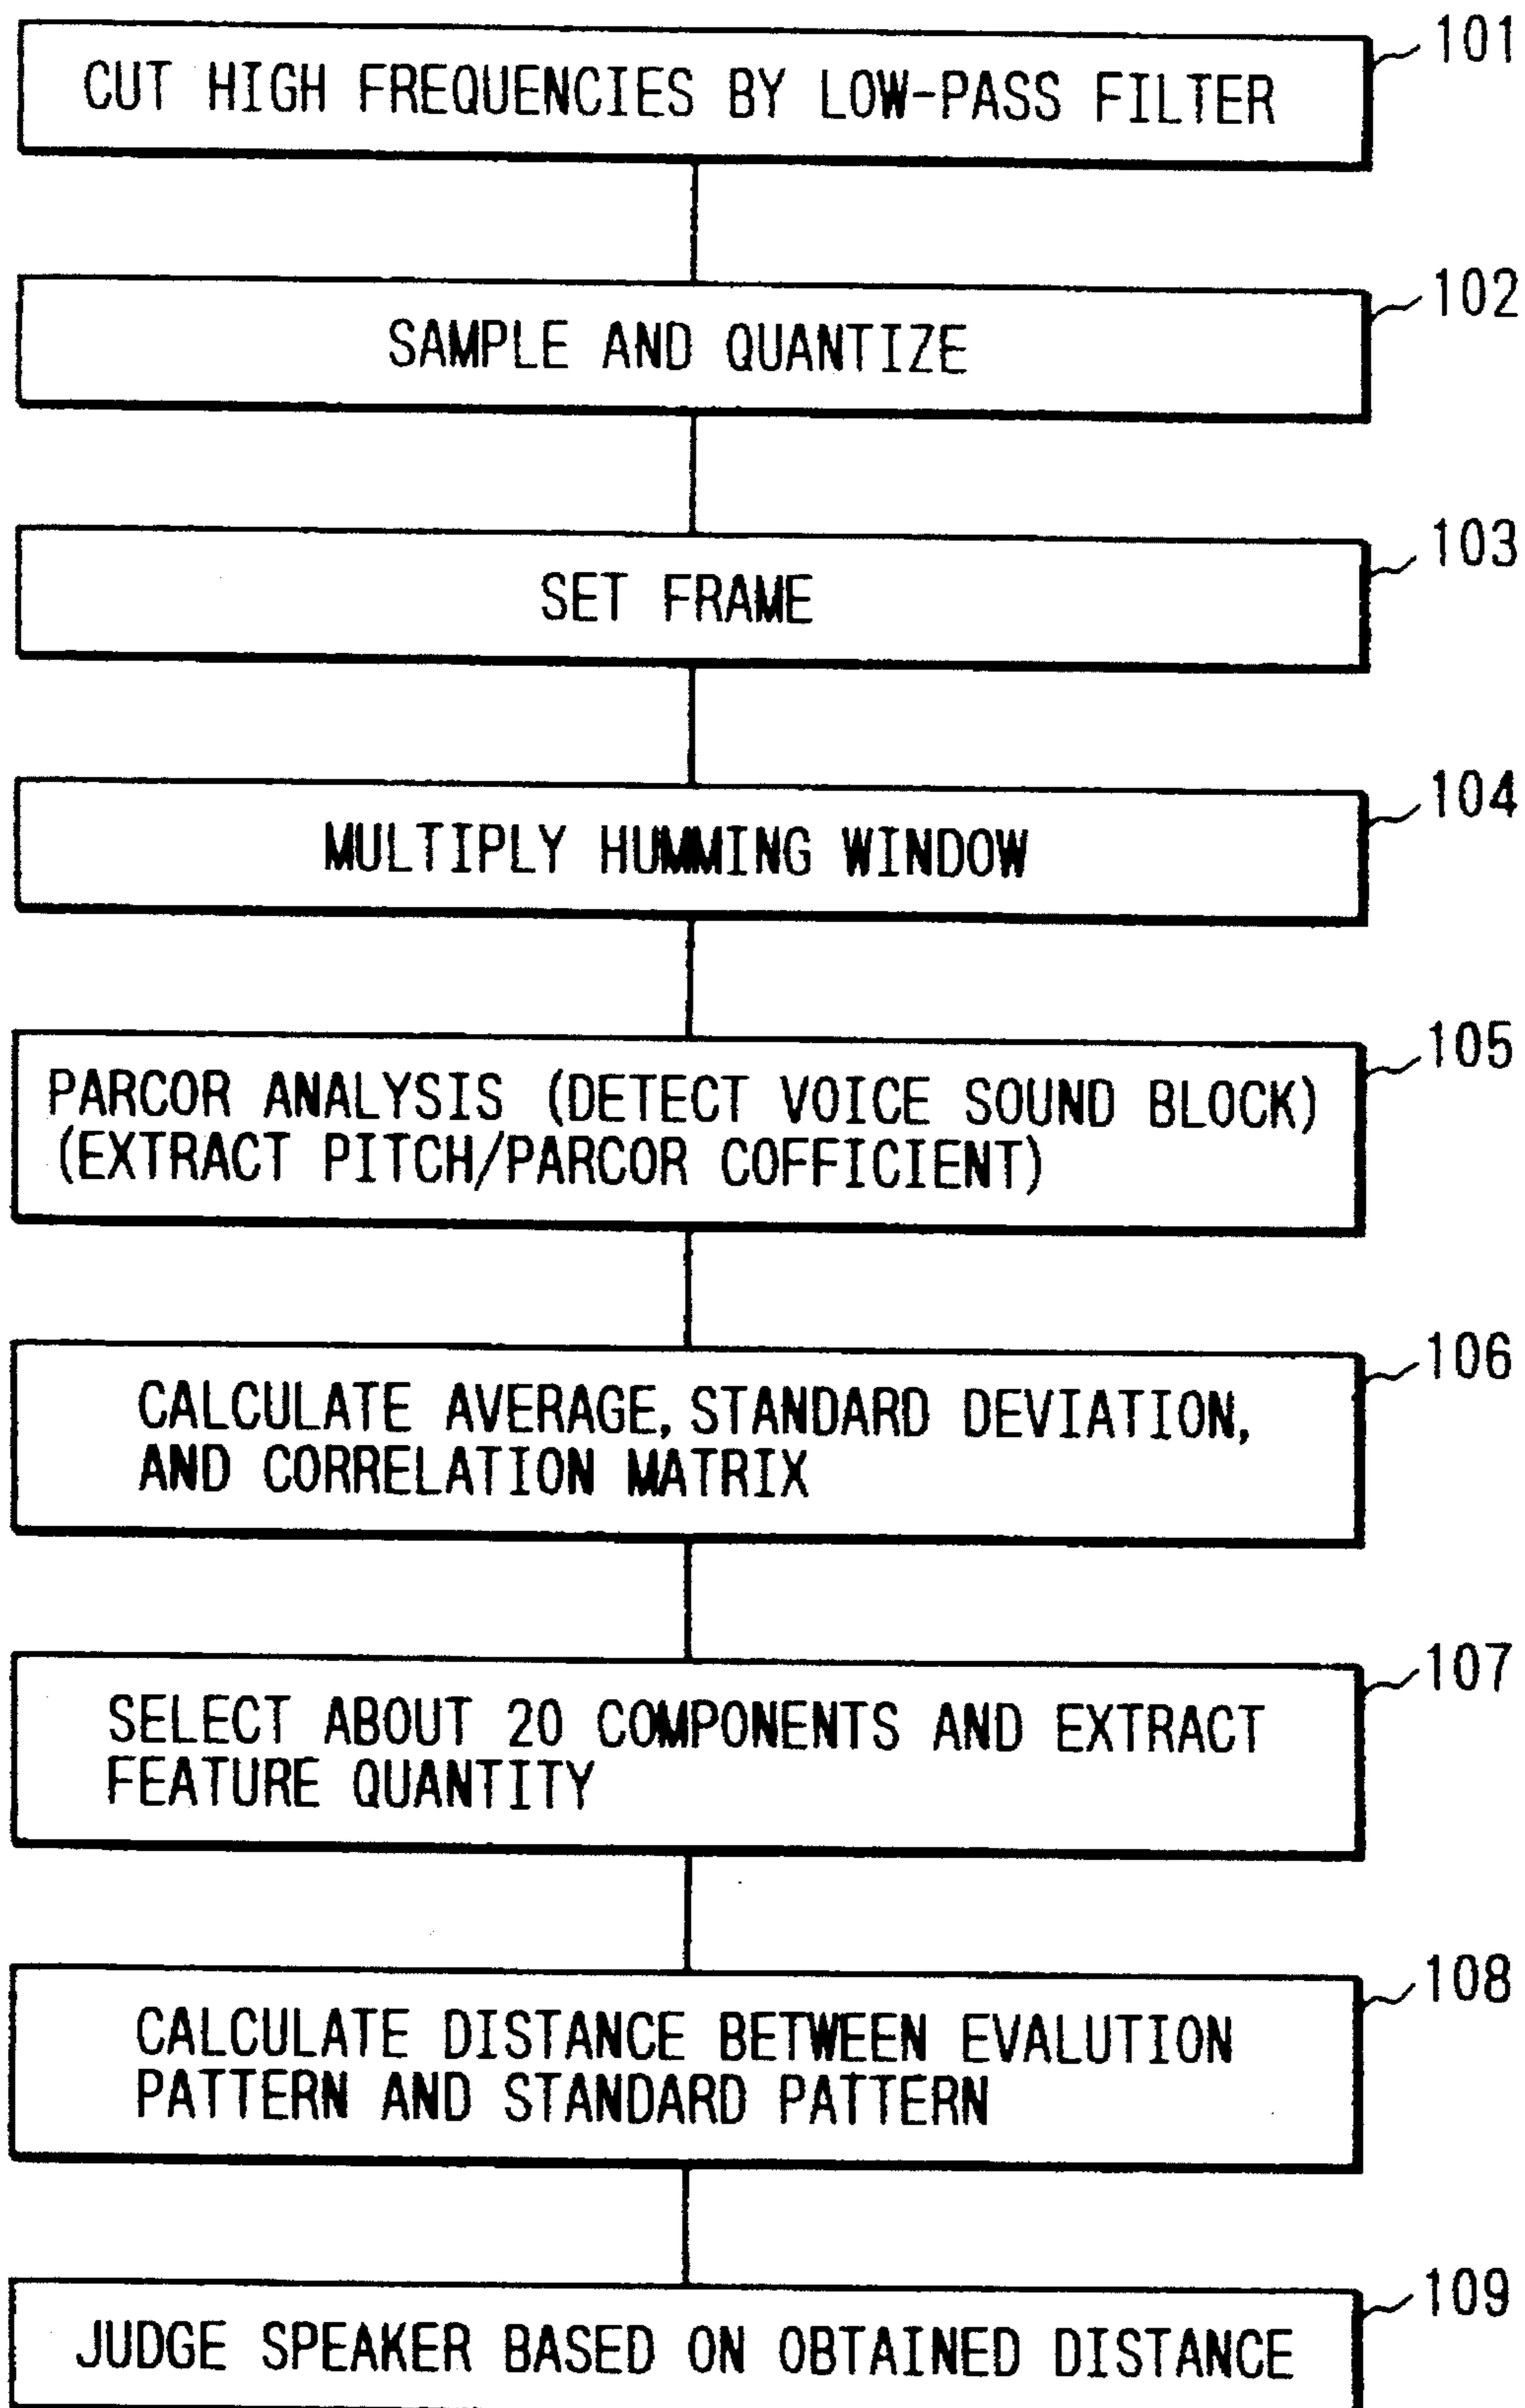 101
CUT HIGH FREQUENCIES BY LOW-PASS FILTER
102
SAMPLE AND QUANTIZE
103
SET FRAME
104
MULTIPLY HUMMING WINDOW
105
PARCOR ANALYSIS (DETECT VOICE SOUND BLOCK)
(EXTRACT PITCH/PARCOR COFFICIENT)
106
CALCULATE AVERAGE, STANDARD DEVIATION,
AND CORRELATION MATRIX
107
SELECT ABOUT 20 COMPONENTS AND EXTRACT
FEATURE QUANTITY
108
CALCULATE DISTANCE BETWEEN EVALUTION
PATTERN AND STANDARD PATTERN
109
JUDGE SPEAKER BASED ON OBTAINED DISTANCE